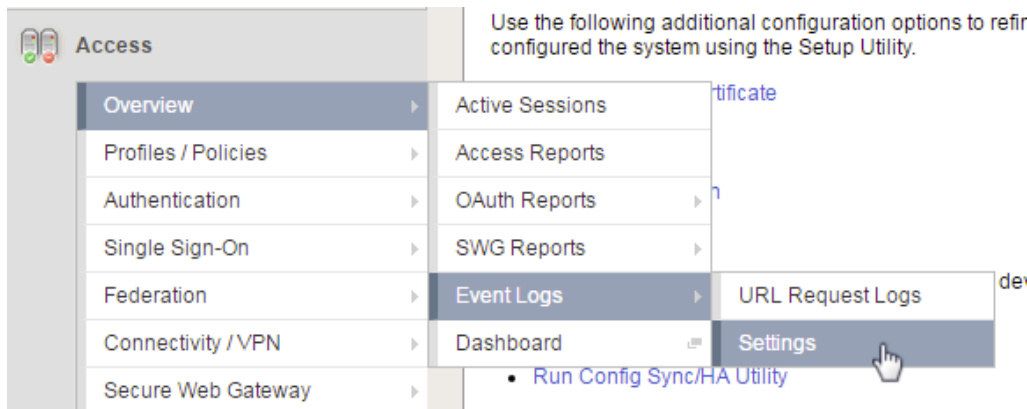 Use the following additional configuration options to refin
configured the system using the Setup Utility.
Access
Overview
Profiles / Policies
Authentication
Single Sign-On
Federation
Connectivity / VPN
Secure Web Gateway
Active Sessions
Access Reports
OAuth Reports
SWG Reports
Event Logs
Dashboard
URL Request Logs
Settings
rtificate
n
dev
Run Config Sync/HA Utility